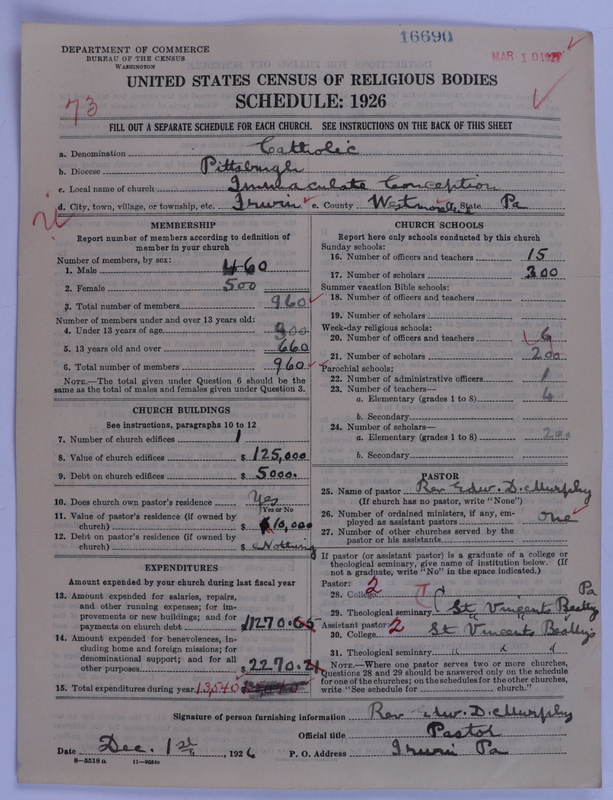 16690
MAR 10 1927
DEPARTMENT OF COMMERCE
BUREAU OF THE CENSUS
WASHINGTON
UNITED STATES CENSUS OF RELIGIOUS BODIES
SCHEDULE: 1926
73
FILL OUT A SEPARATE SCHEDULE FOR EACH CHURCH. SEE INSTRUCTIONS ON THE BACK OF THIS SHEET
a. Denomination Catholic
b. Diocese Pittsburgh
c. Local name of church Immaculate Conception
d. City, town, village, or township, etc. Irwin e. County Westmoreland State Pa
MEMBERSHIP
Report number of members according to definition of member in your church
Number of members, by sex:
1. Male 460
2. Female 500
3. Total number of members 960
Number of members under and over 13 years old:
4. Under 13 years of age 300
5. 13 years old and over 660
6. Total number of members 960
NOTE.—The total given under Question 6 should be the same as the total of males and females given under Question 3.
CHURCH BUILDINGS
See instructions, paragraphs 10 to 12
7. Number of church edifices 1
8. Value of church edifices $125,000
9. Debt on church edifices $5000.
10. Does church own pastor's residence Yes
Yes or No
11. Value of pastor's residence (if owned by church) $10,000
12. Debt on pastor's residence (if owned by church) $Nothing
EXPENDITURES
Amount expended by your church during last fiscal year
13. Amount expended for salaries, repairs, and other running expenses; for improvements or new buildings; and for payments on church debt $11270.65
14. Amount expended for benevolences, including home and foreign missions; for denominational support; and for all other purposes $2270.21
15. Total expenditures during year 13,540
CHURCH SCHOOLS
Report here only schools conducted by this church
Sunday schools:
16. Number of officers and teachers 15
17. Number of scholars 300
Summer vacation Bible schools:
18. Number of officers and teachers
19. Number of scholars
Week-day religious schools:
20. Number of officers and teachers 6
21. Number of scholars 200
Parochial schools:
22. Number of administrative officers 1
23. Number of teachers—
a. Elementary (grades 1 to 8) 4
b. Secondary
24. Number of scholars—
a. Elementary (grades 1 to 8) 200
b. Secondary
PASTOR
25. Name of pastor Rev Edw. D. Murphy
(If church has no pastor, write "None")
26. Number of ordained ministers, if any, employed as assistant pastors one
27. Number of other churches served by the pastor or his assistants
If pastor (or assistant pastor) is a graduate of a college or theological seminary, give name of institution below. (If not a graduate, write "No" in the space indicated.)
Pastor:
28. College 2 Pa
29. Theological seminary St Vincents Beatty
Assistant pastor: 2
30. College St Vincents Beatty's
31. Theological seminary " " "
NOTE.—Where one pastor serves two or more churches, Questions 28 and 29 should be answered only on the schedule for one of the churches; on the schedules for the other churches, write "See schedule for church."
Signature of person furnishing information Rev Edw. D. Murphy
Official title Pastor
Date Dec. 1st, 1926 P. O. Address Irwin Pa
8—5518a 11—9054